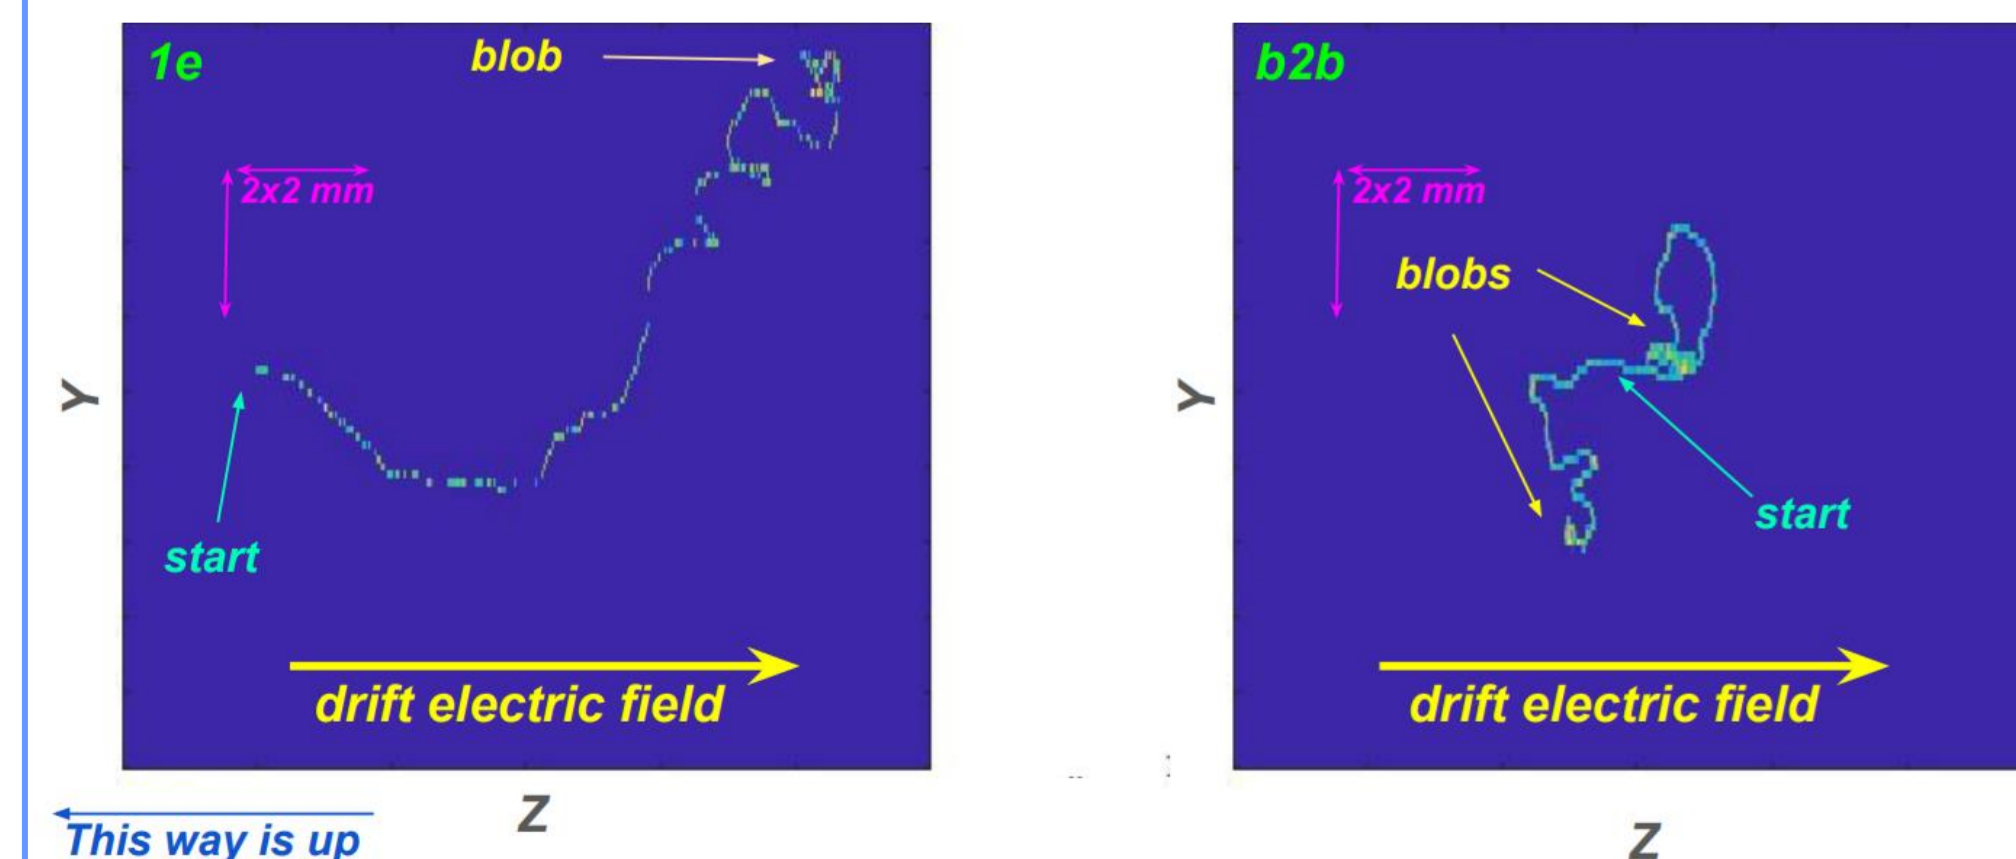 1e
blob
2x2 mm
Y
start
drift electric field
Z
This way is up
b2b
2x2 mm
blobs
Y
start
drift electric field
Z